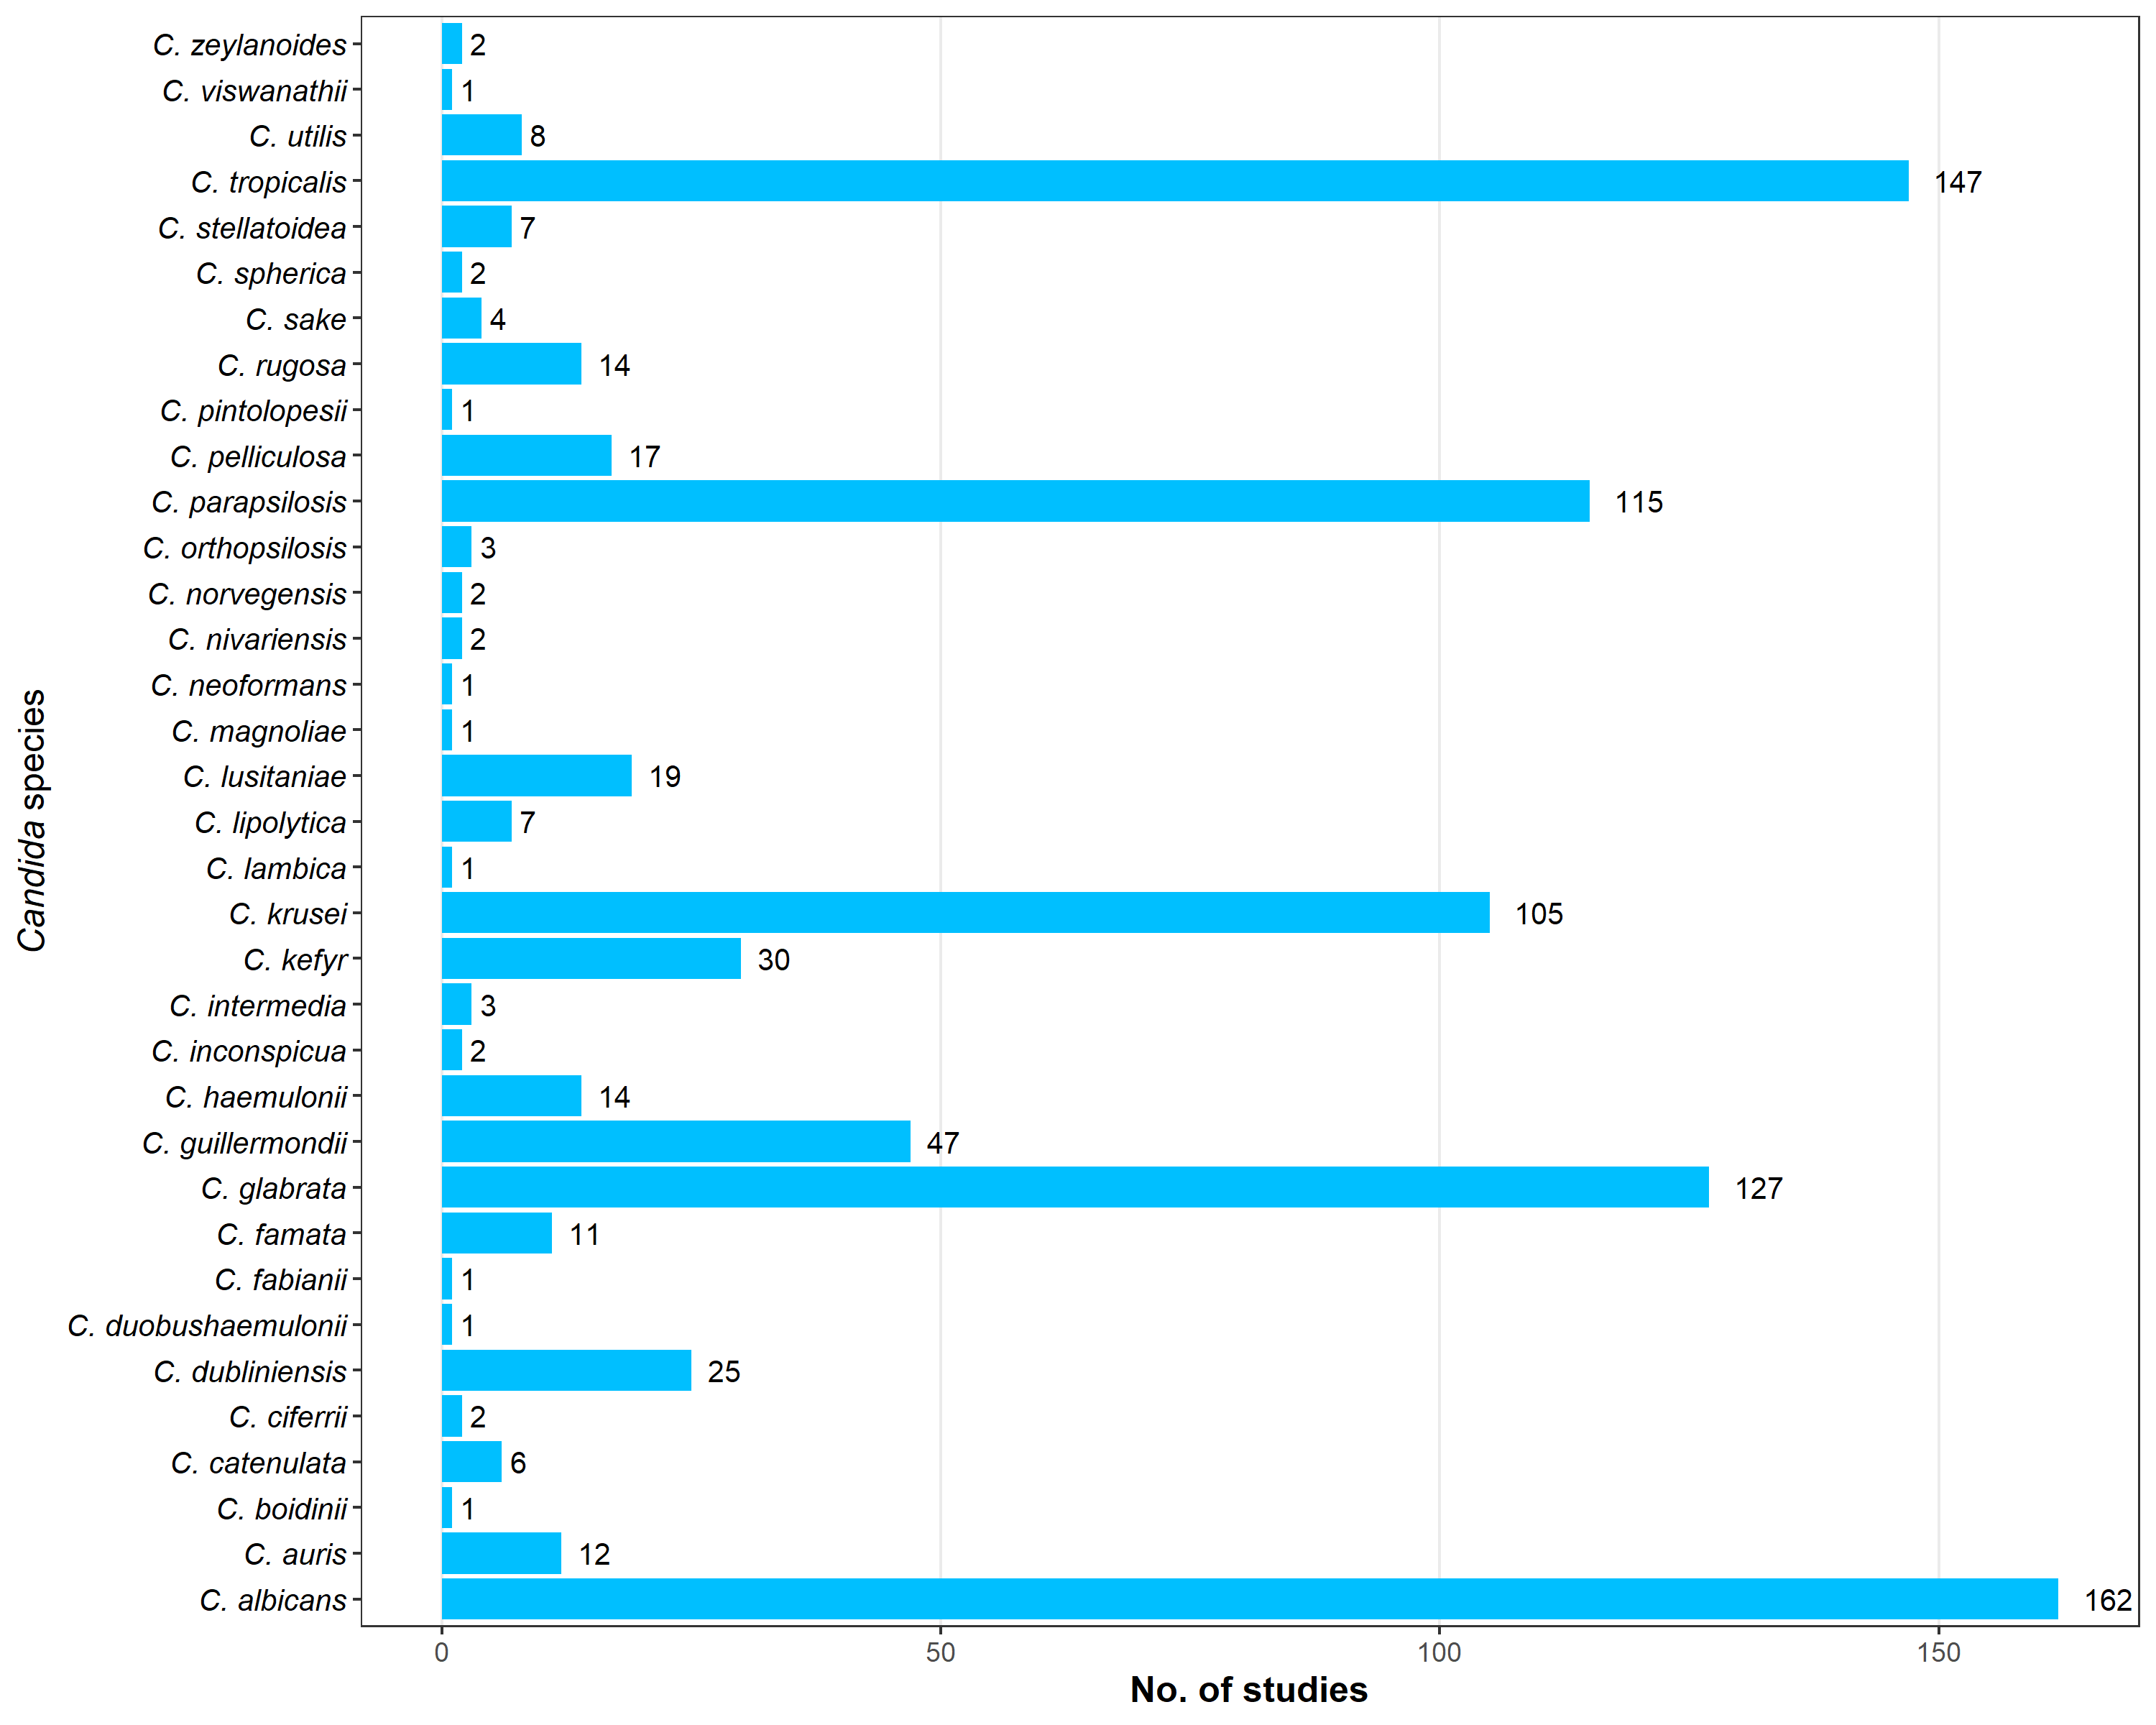 C. zeylanoides 2
C. viswanathii 1
C. utilis 8
C. tropicalis 147
C. stellatoidea 7
C. spherica 2
C. sake 4
C. rugosa 14
C. pintolopesii 1
C. pelliculosa 17
C. parapsilosis 115
C. orthopsilosis 3
C. norvegensis 2
C. nivariensis 2
C. neoformans 1
C. magnoliae 1
C. lusitaniae 19
C. lipolytica 7
C. lambica 1
C. krusei 105
C. kefyr 30
C. intermedia 3
C. inconspicua 2
C. haemulonii 14
C. guillermondii 47
C. glabrata 127
C. famata 11
C. fabianii 1
C. duobushaemulonii 1
C. dubliniensis 25
C. ciferrii 2
C. catenulata 6
C. boidinii 1
C. auris 12
C. albicans 162
0 50 100 150
No. of studies
Candida species